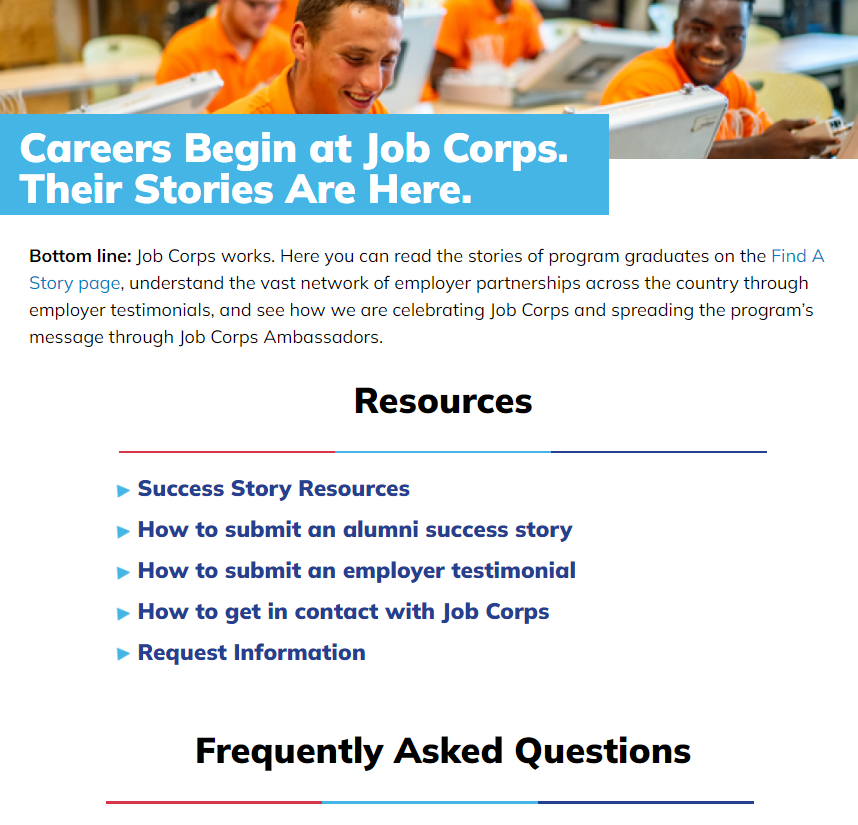 Careers Begin at Job Corps.
Their Stories Are Here.
Bottom line: Job Corps works. Here you can read the stories of program graduates on the Find A
Story page, understand the vast network of employer partnerships across the country through
employer testimonials, and see how we are celebrating Job Corps and spreading the program’s
message through Job Corps Ambassadors.
Resources
Success Story Resources
How to submit an alumni success story
How to submit an employer testimonial
How to get in contact with Job Corps
Request Information
Frequently Asked Questions